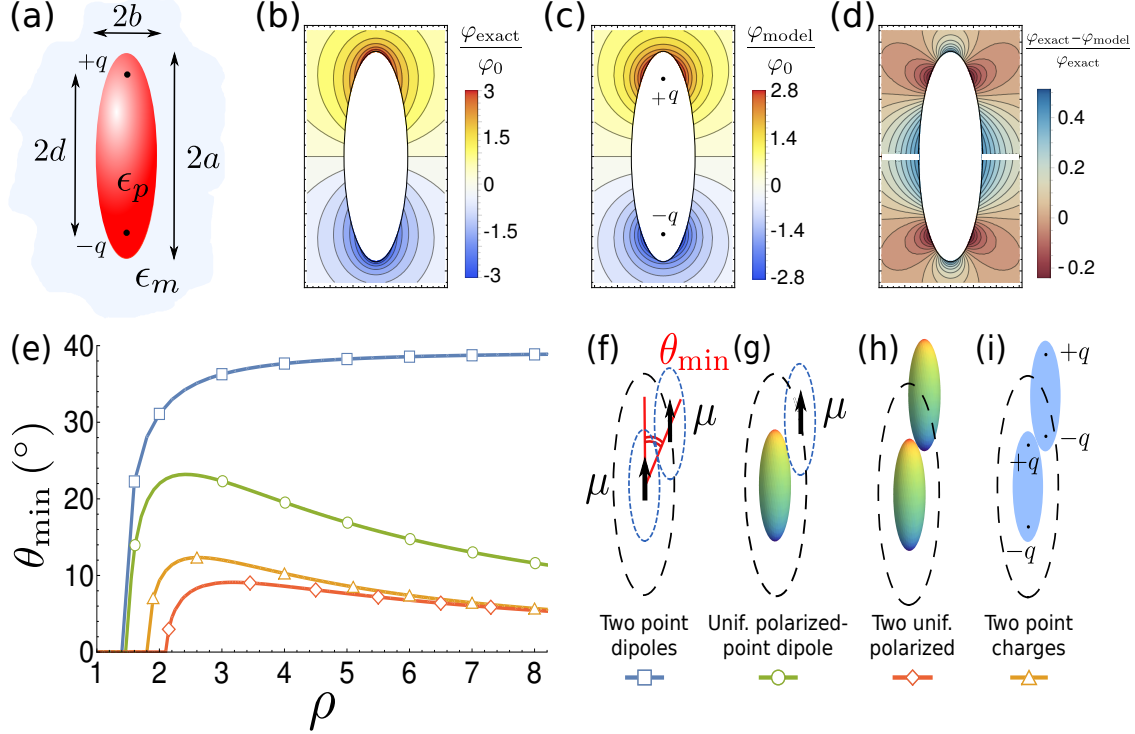 (a)
2b
+q
2d
2a
ϵp
−q
ϵm
(b)
φexact
φ0
3
1.5
0
-1.5
-3
(c)
φmodel
φ0
+q
−q
2.8
1.4
0
-1.4
-2.8
(d)
φexact−φmodel
φexact
0.4
0.2
0
-0.2
(e)
θmin (°)
40
30
20
10
0
1 2 3 4 5 6 7 8
ρ
(f)
θmin
μ
μ
Two point
dipoles
(g)
μ
Unif. polarized-
point dipole
(h)
Two unif.
polarized
(i)
+q
−q
+q
−q
Two point
charges